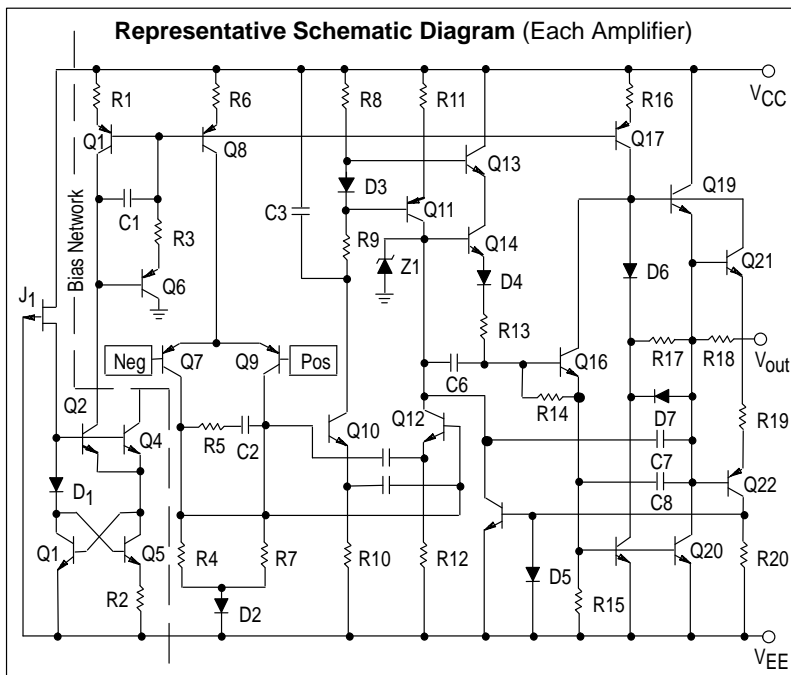 Representative Schematic Diagram (Each Amplifier)
R1
R6
R8
R11
R16
VCC
Q1
Q8
Q17
Q13
Q19
D3
C1
C3
Q11
R3
R9
Q14
Q21
Bias Network
Z1
D6
Q6
D4
J1
R13
Neg
Q7
Q9
Pos
Q16
R17
R18
Vout
C6
Q2
R14
D7
Q4
R5
C2
Q10
Q12
R19
C7
D1
C8
Q22
Q1
Q5
R4
R7
R10
R12
D5
Q20
R20
R2
D2
R15
VEE